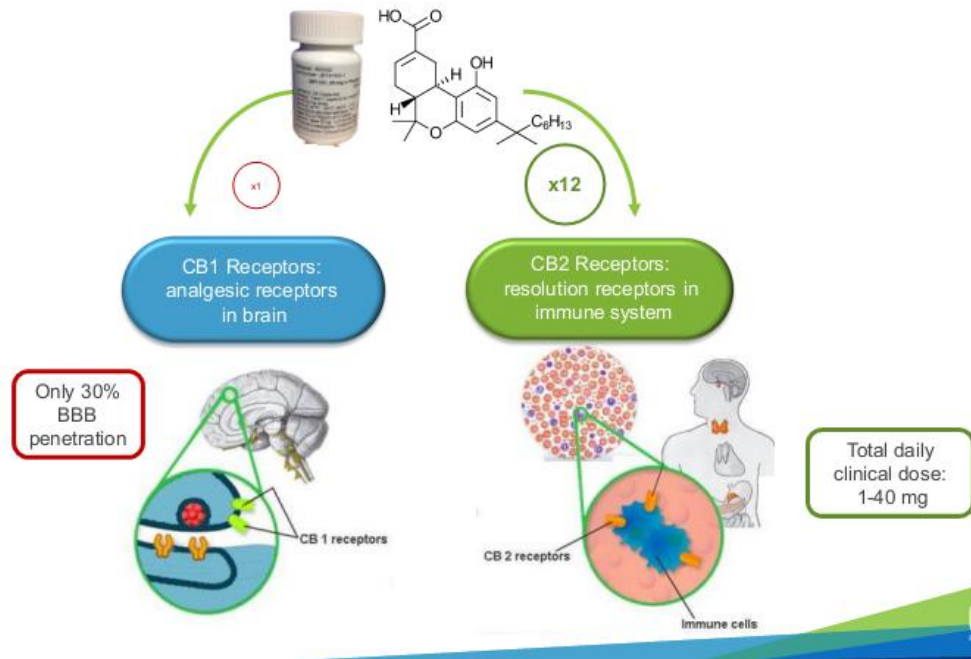 HO
O
OH
H
H
O
C6H13
x1
x12
CB1 Receptors:
analgesic receptors
in brain
CB2 Receptors:
resolution receptors in
immune system
Only 30%
BBB
penetration
Total daily
clinical dose:
1-40 mg
CB 1 receptors
CB 2 receptors
Immune cells